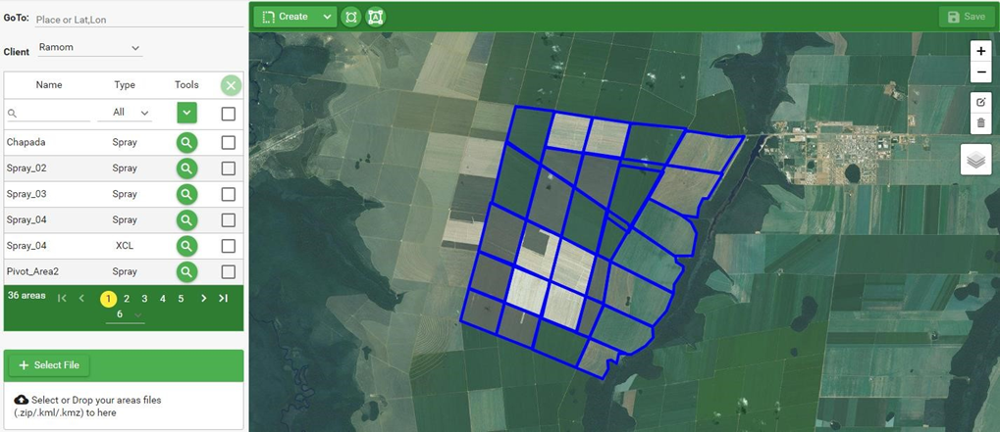 GoTo: Place or Lat,Lon
Client Ramom
Name Type Tools
All
Chapada Spray
Spray_02 Spray
Spray_03 Spray
Spray_04 Spray
Spray_04 XCL
Pivot_Area2 Spray
36 areas 1 2 3 4 5
6
+ Select File
Select or Drop your areas files
(.zip/.kml/.kmz) to here
Create A Save
+
−